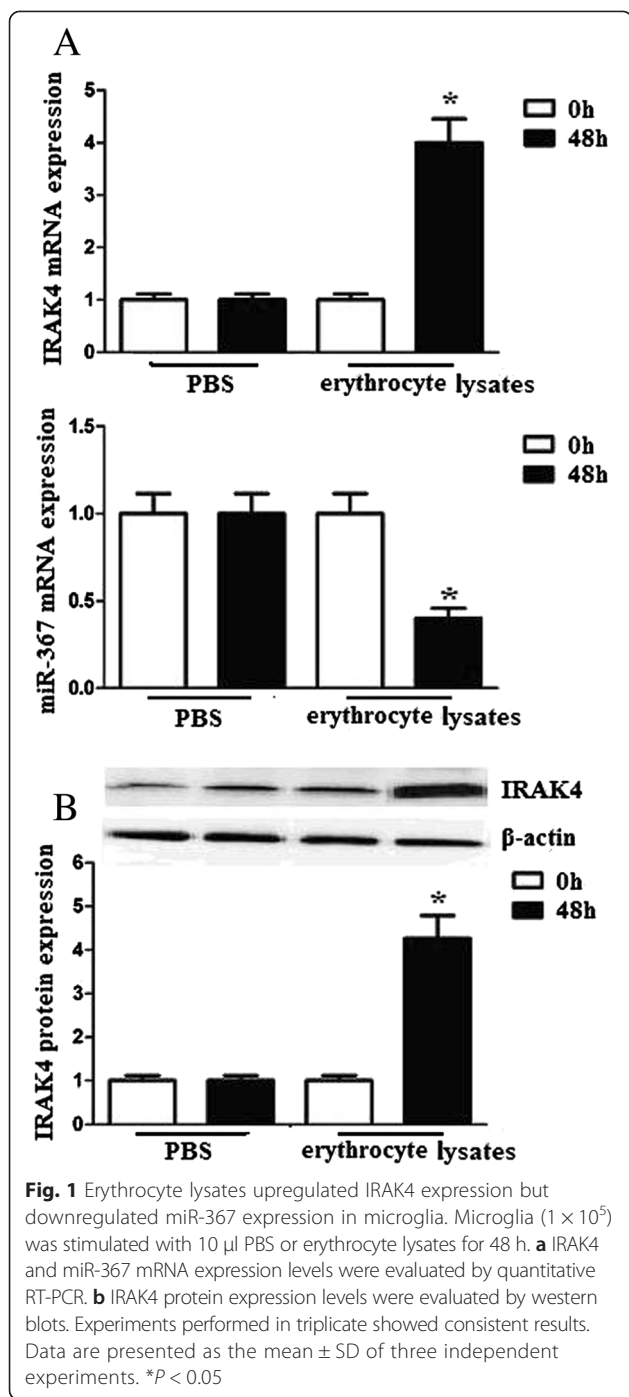 A
IRAK4 mRNA expression
5
4
3
2
1
0
*
0h
48h
PBS
erythrocyte lysates
miR-367 mRNA expression
1.5
1.0
0.5
0.0
*
0h
48h
PBS
erythrocyte lysates
B
IRAK4
β-actin
IRAK4 protein expression
6
5
4
3
2
1
0
*
0h
48h
PBS
erythrocyte lysates
Fig. 1 Erythrocyte lysates upregulated IRAK4 expression but
downregulated miR-367 expression in microglia. Microglia (1 × 10⁵)
was stimulated with 10 μl PBS or erythrocyte lysates for 48 h. a IRAK4
and miR-367 mRNA expression levels were evaluated by quantitative
RT-PCR. b IRAK4 protein expression levels were evaluated by western
blots. Experiments performed in triplicate showed consistent results.
Data are presented as the mean ± SD of three independent
experiments. *P < 0.05